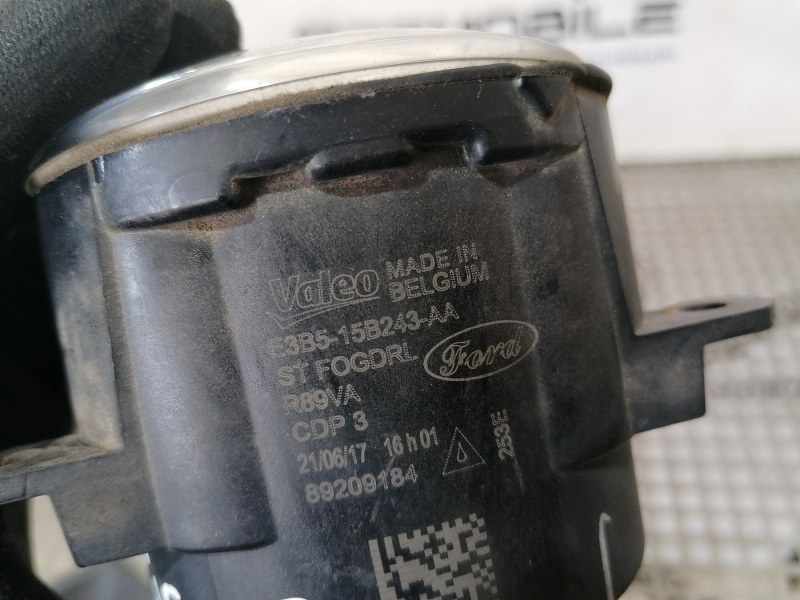 Valeo MADE IN
BELGIUM
E3B5-15B243-AA
ST FOGDRL
Ford
R89VA
CDP 3
21/06/17 16 h 01
253E
89209184